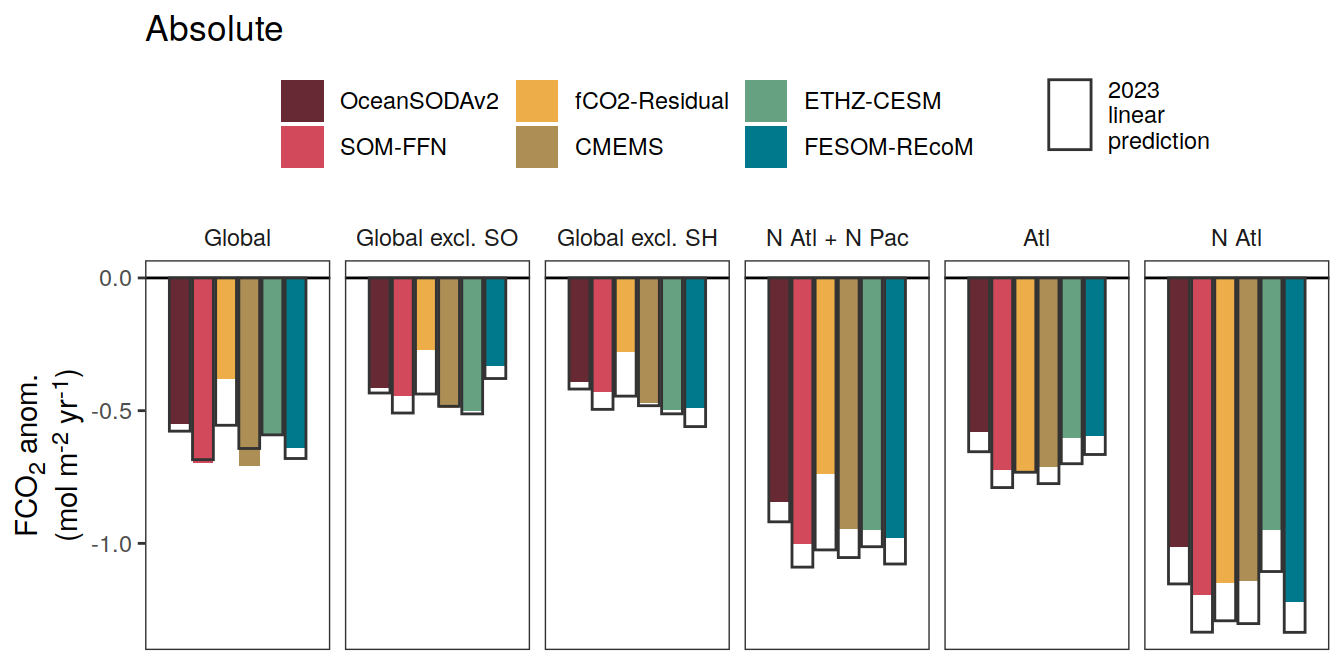 Absolute
OceanSODAv2
fCO2-Residual
ETHZ-CESM
SOM-FFN
CMEMS
FESOM-REcoM
2023
linear
prediction
Global
Global excl. SO
Global excl. SH
N Atl + N Pac
Atl
N Atl
FCO₂ anom.
(mol m⁻² yr⁻¹)
0.0
-0.5
-1.0